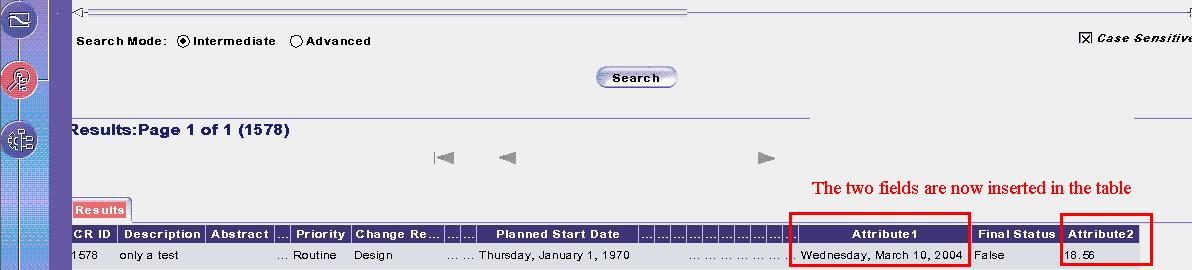 Search Mode: Intermediate Advanced Case Sensitive
Search
Results:Page 1 of 1 (1578)
The two fields are now inserted in the table
Results
CR ID Description Abstract ... Priority Change Re... ... ... Planned Start Date ... ... ... ... ... ... ... ... Attribute1 Final Status Attribute2
1578 only a test ... Routine Design ... Thursday, January 1, 1970 ... ... ... ... ... ... ... Wednesday, March 10, 2004 False 18.56